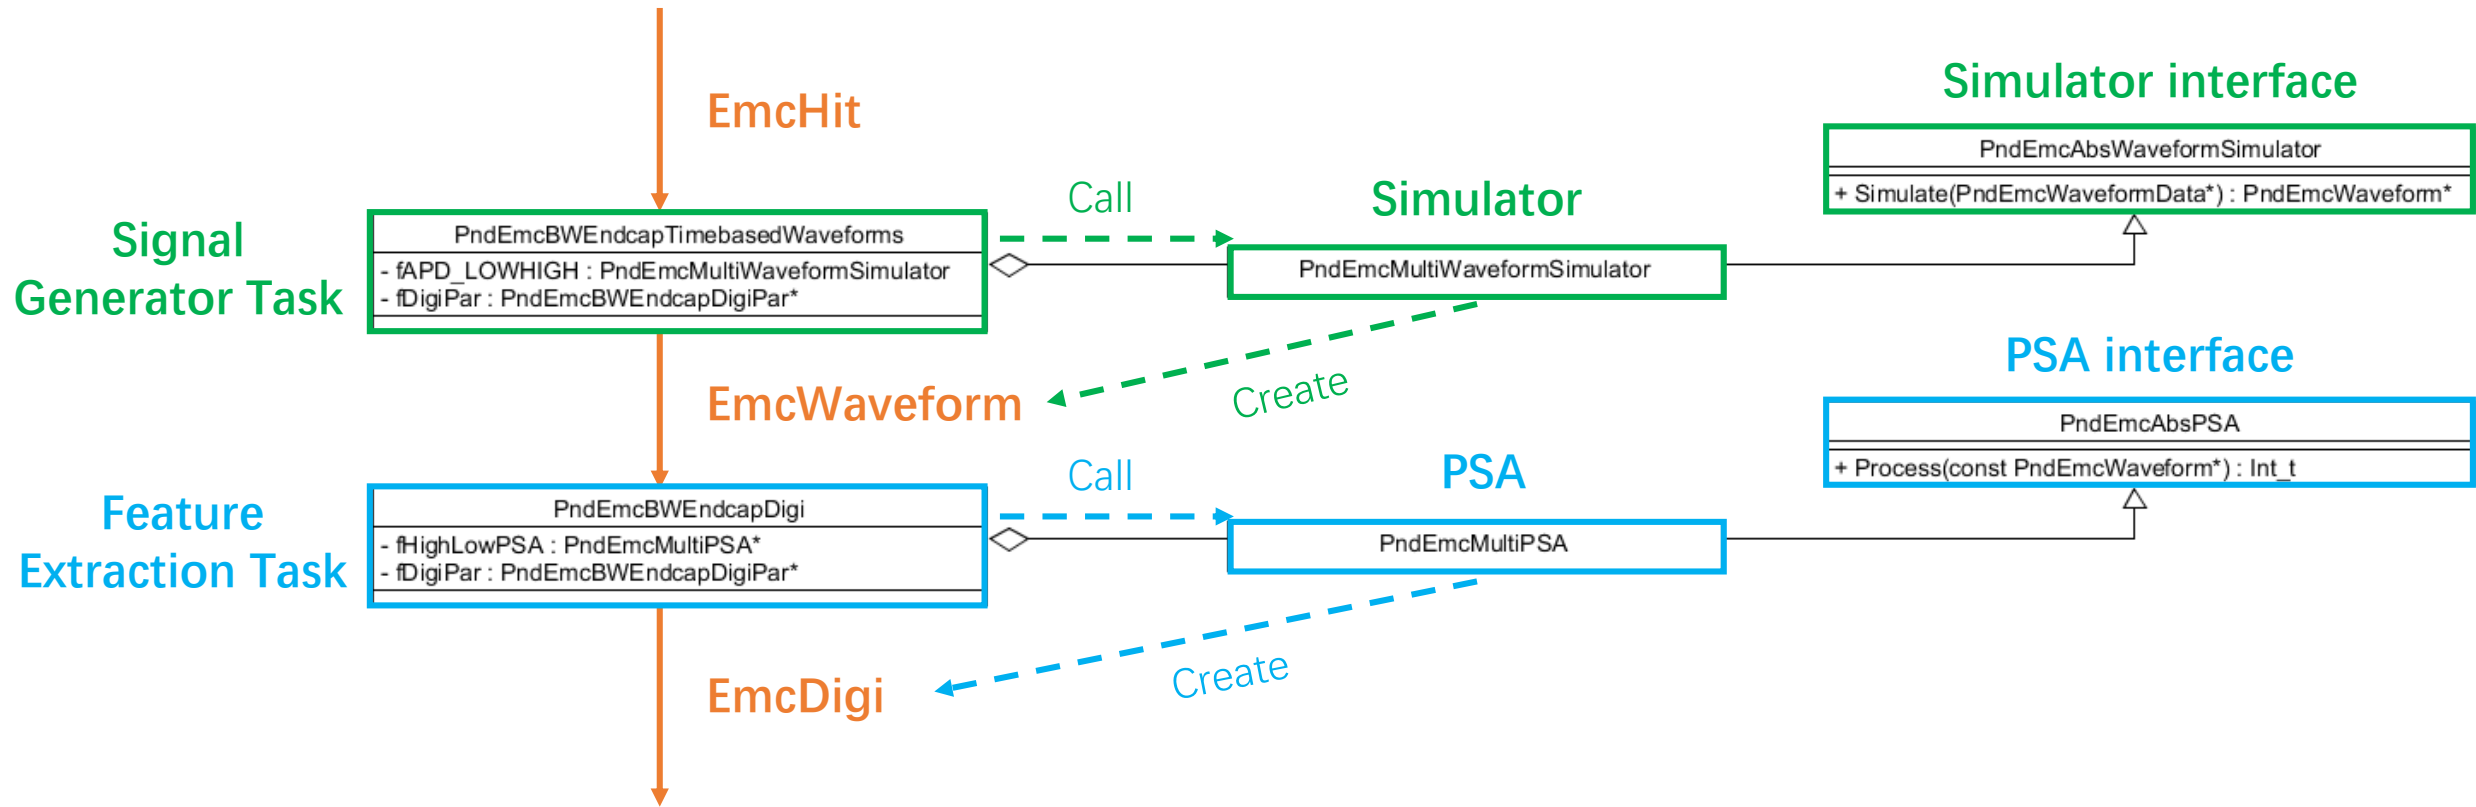 EmcHit
Simulator interface
PndEmcAbsWaveformSimulator
+ Simulate(PndEmcWaveformData*) : PndEmcWaveform*
Signal
Generator Task
PndEmcBWEndcapTimebasedWaveforms
- fAPD_LOWHIGH : PndEmcMultiWaveformSimulator
- fDigiPar : PndEmcBWEndcapDigiPar*
Call
Simulator
PndEmcMultiWaveformSimulator
EmcWaveform
Create
PSA interface
PndEmcAbsPSA
+ Process(const PndEmcWaveform*) : Int_t
Feature
Extraction Task
PndEmcBWEndcapDigi
- fHighLowPSA : PndEmcMultiPSA*
- fDigiPar : PndEmcBWEndcapDigiPar*
Call
PSA
PndEmcMultiPSA
EmcDigi
Create